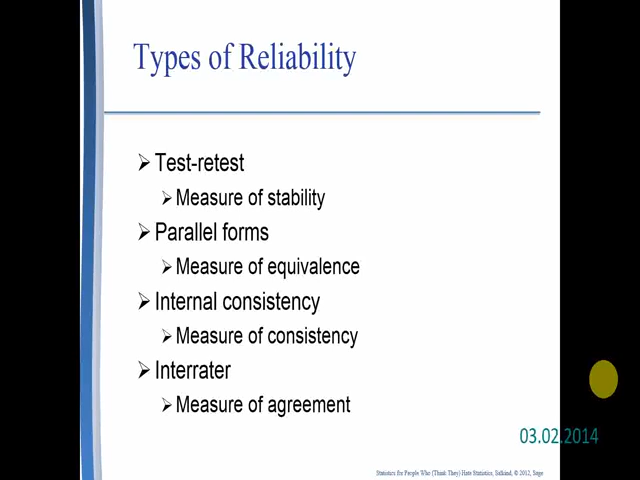 Types of Reliability
Test-retest
Measure of stability
Parallel forms
Measure of equivalence
Internal consistency
Measure of consistency
Interrater
Measure of agreement
03.02.2014
Statistics for People Who (Think They) Hate Statistics, Salkind, © 2012, Sage